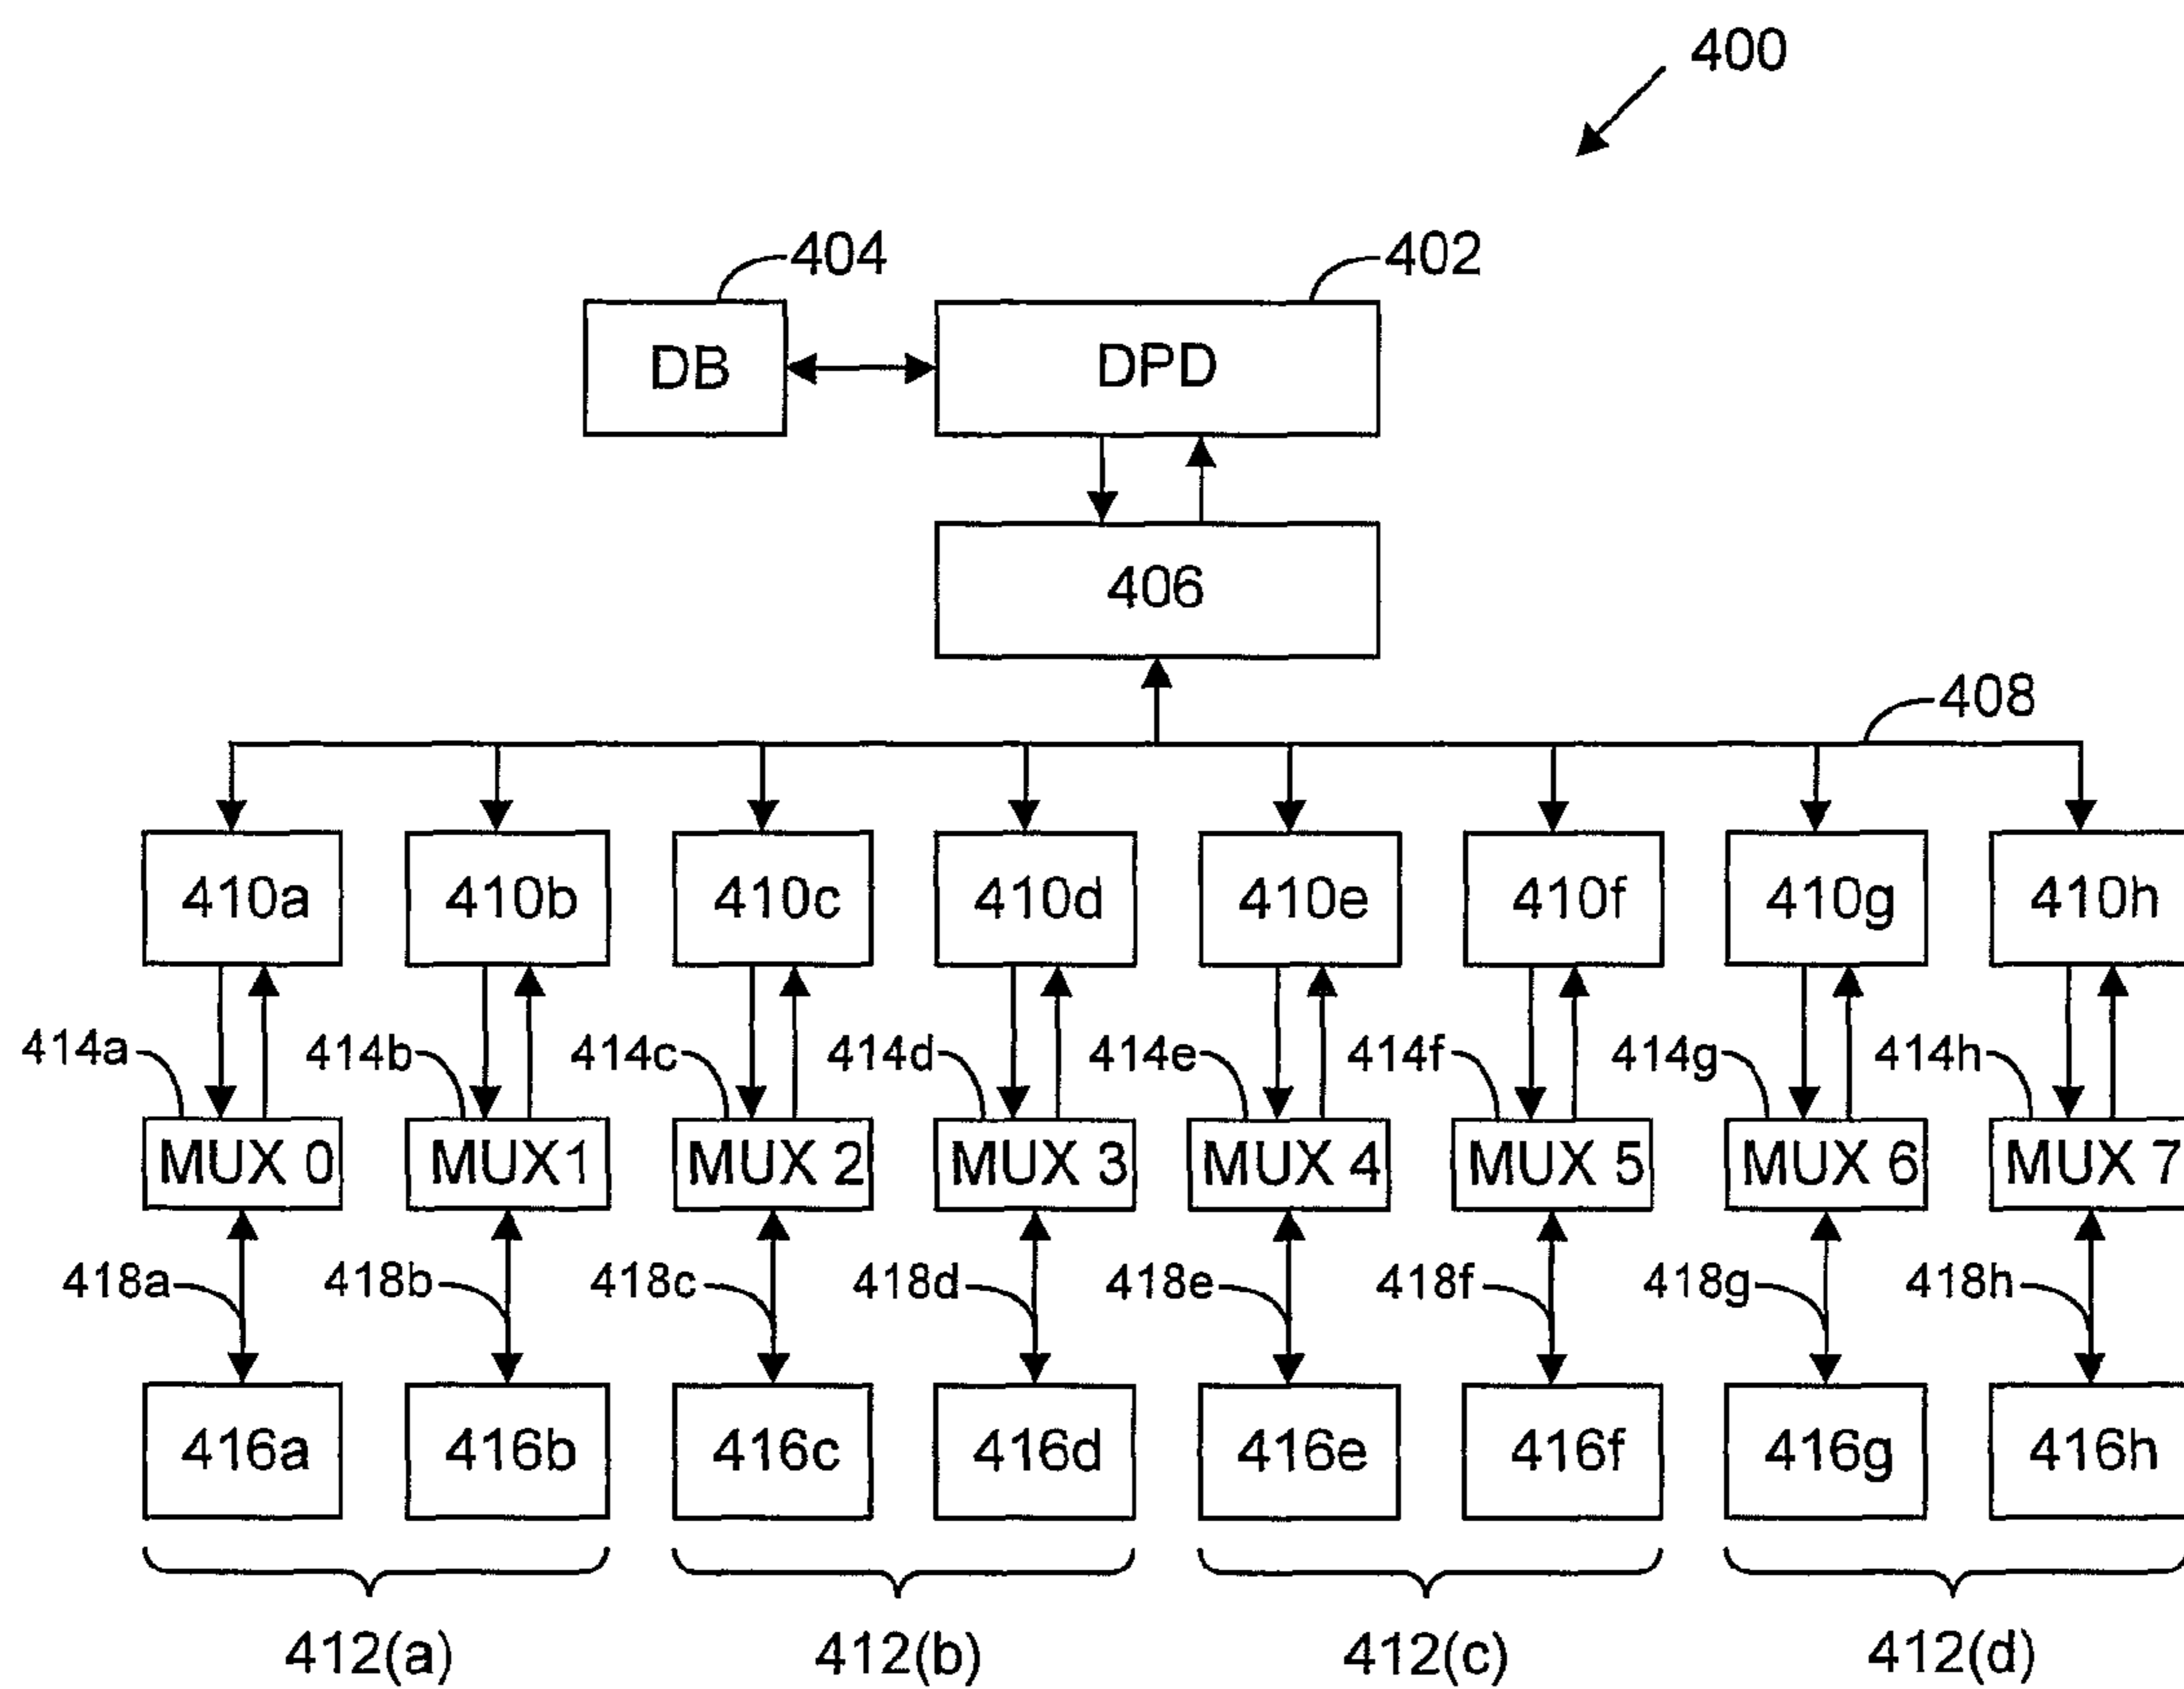 400
404 402
DB DPD
406
408
410a 410b 410c 410d 410e 410f 410g 410h
414a 414b 414c 414d 414e 414f 414g 414h
MUX 0 MUX1 MUX 2 MUX 3 MUX 4 MUX 5 MUX 6 MUX 7
418a 418b 418c 418d 418e 418f 418g 418h
416a 416b 416c 416d 416e 416f 416g 416h
412(a) 412(b) 412(c) 412(d)